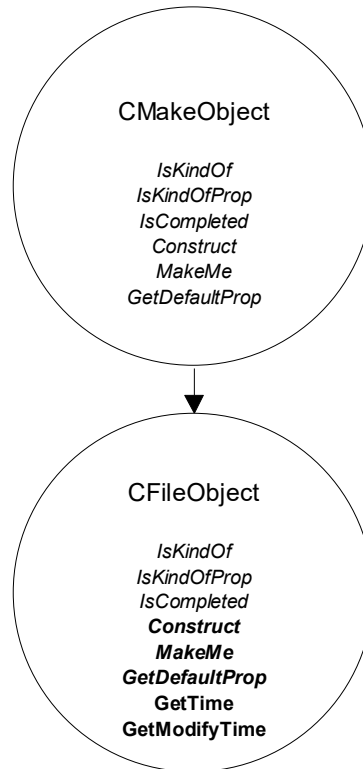 CMakeObject
IsKindOf
IsKindOfProp
IsCompleted
Construct
MakeMe
GetDefaultProp
CFileObject
IsKindOf
IsKindOfProp
IsCompleted
Construct
MakeMe
GetDefaultProp
GetTime
GetModifyTime